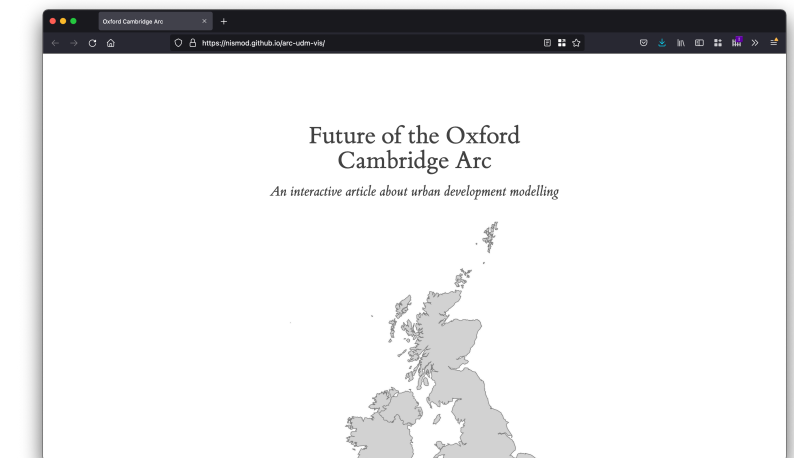 Oxford Cambridge Arc
https://nismod.github.io/arc-udm-vis/
Future of the Oxford
Cambridge Arc
An interactive article about urban development modelling